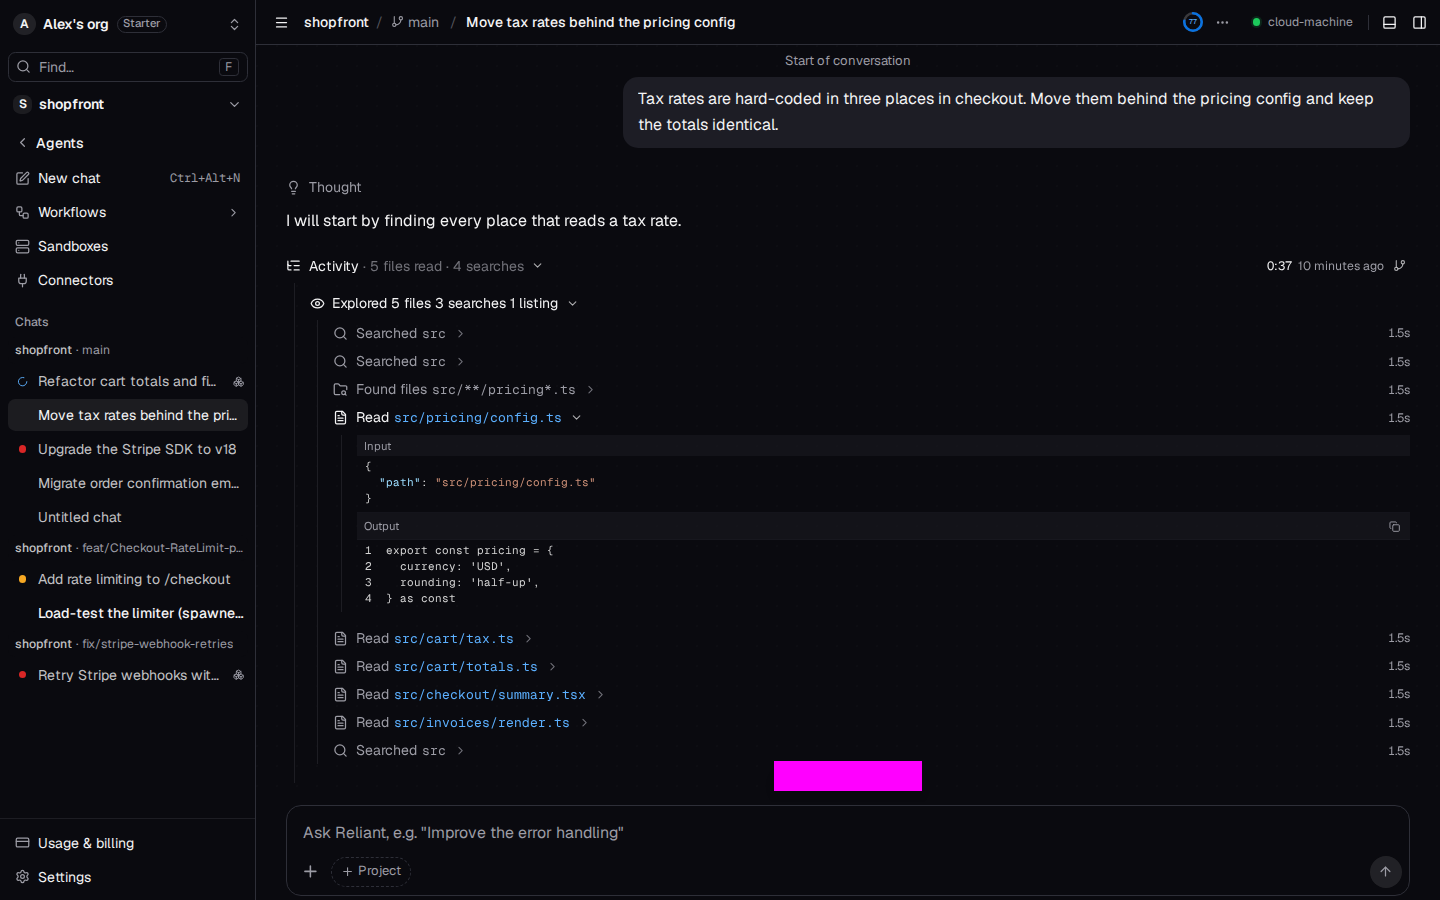 A Alex's org Starter
Find... F
S shopfront
Agents
New chat Ctrl+Alt+N
Workflows
Sandboxes
Connectors
Chats
shopfront · main
Refactor cart totals and fi...
Move tax rates behind the pri...
Upgrade the Stripe SDK to v18
Migrate order confirmation em...
Untitled chat
shopfront · feat/Checkout-RateLimit-p...
Add rate limiting to /checkout
Load-test the limiter (spawne...
shopfront · fix/stripe-webhook-retries
Retry Stripe webhooks wit...
Usage & billing
Settings
shopfront / main / Move tax rates behind the pricing config
77 cloud-machine
Start of conversation
Tax rates are hard-coded in three places in checkout. Move them behind the pricing config and keep
the totals identical.
Thought
I will start by finding every place that reads a tax rate.
Activity · 5 files read · 4 searches 0:37 10 minutes ago
Explored 5 files 3 searches 1 listing
Searched src 1.5s
Searched src 1.5s
Found files src/**/pricing*.ts 1.5s
Read src/pricing/config.ts 1.5s
Input
{
"path": "src/pricing/config.ts"
}
Output
1 export const pricing = {
2 currency: 'USD',
3 rounding: 'half-up',
4 } as const
Read src/cart/tax.ts 1.5s
Read src/cart/totals.ts 1.5s
Read src/checkout/summary.tsx 1.5s
Read src/invoices/render.ts 1.5s
Searched src 1.5s
Ask Reliant, e.g. "Improve the error handling"
+ Project